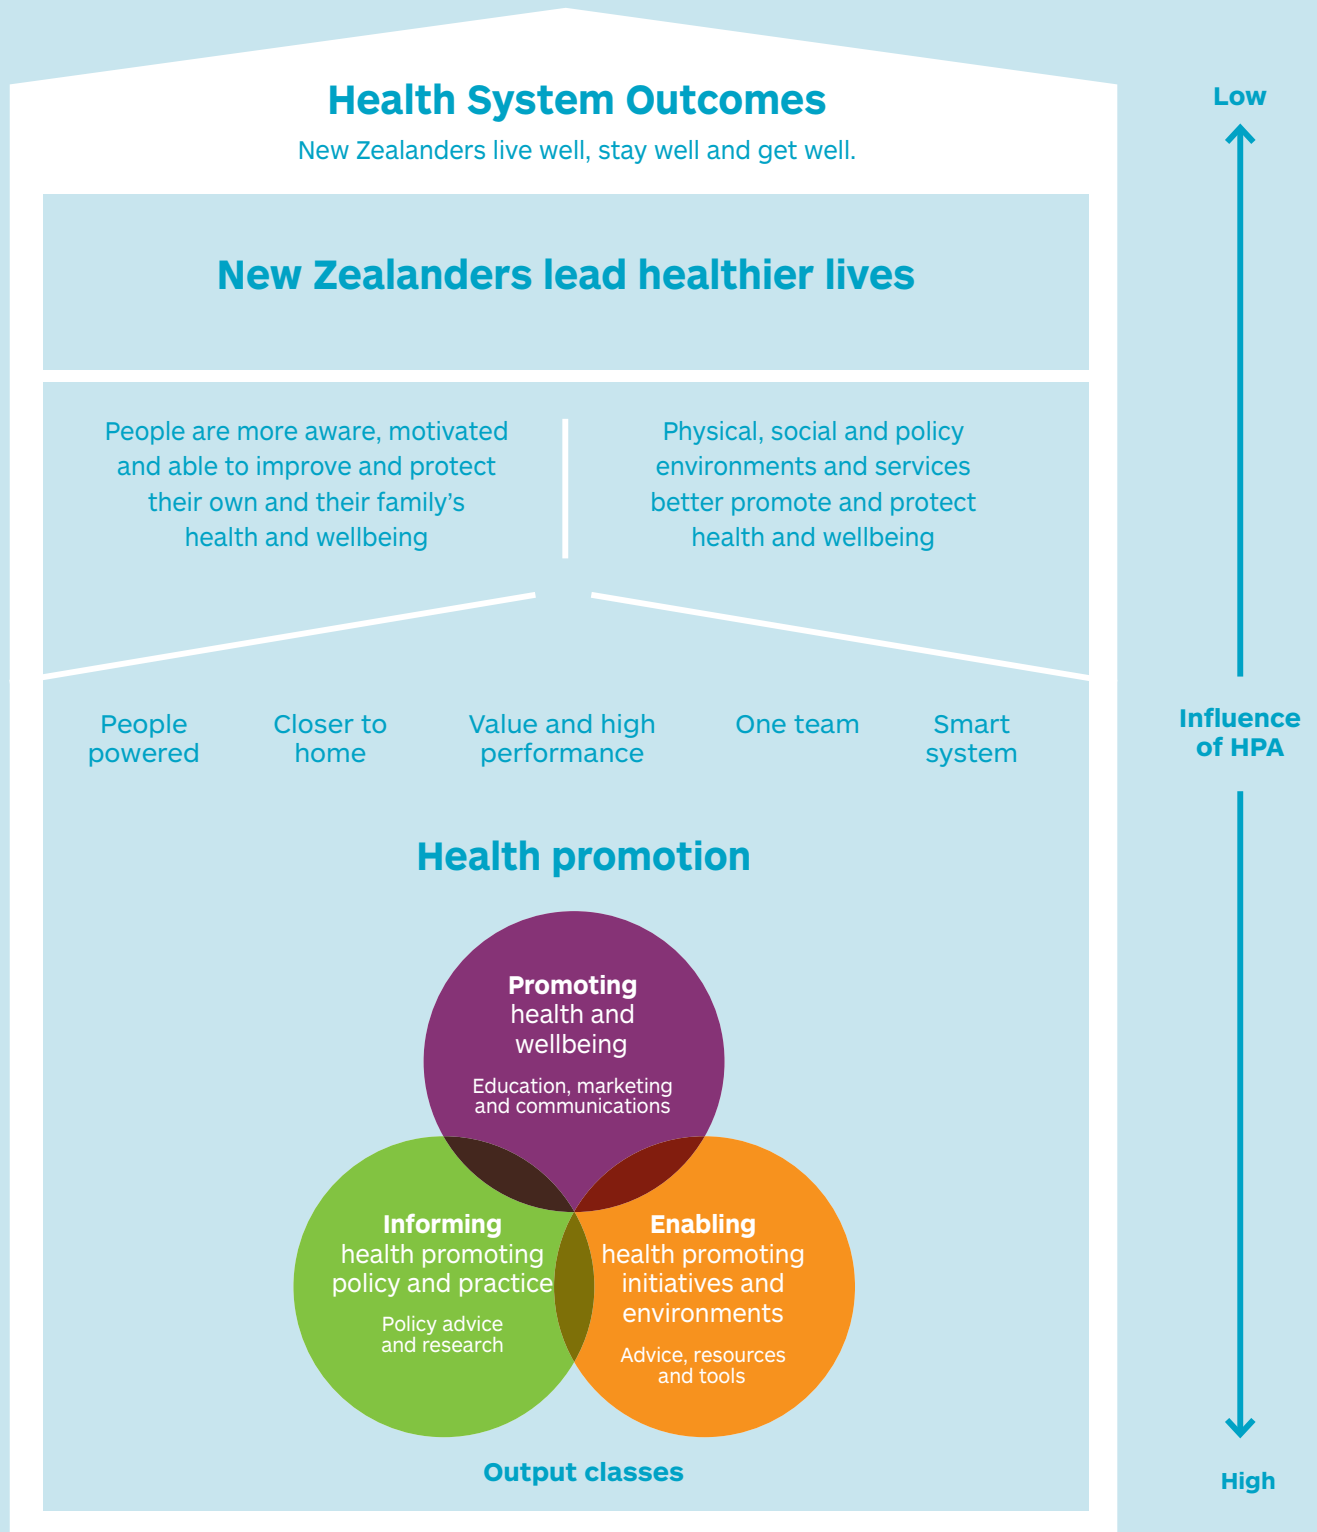 Health System Outcomes
New Zealanders live well, stay well and get well.
New Zealanders lead healthier lives
People are more aware, motivated
and able to improve and protect
their own and their family’s
health and wellbeing
Physical, social and policy
environments and services
better promote and protect
health and wellbeing
People
powered
Closer to
home
Value and high
performance
One team
Smart
system
Health promotion
Promoting
health and
wellbeing
Education, marketing
and communications
Informing
health promoting
policy and practice
Policy advice
and research
Enabling
health promoting
initiatives and
environments
Advice, resources
and tools
Output classes
Low
Influence
of HPA
High